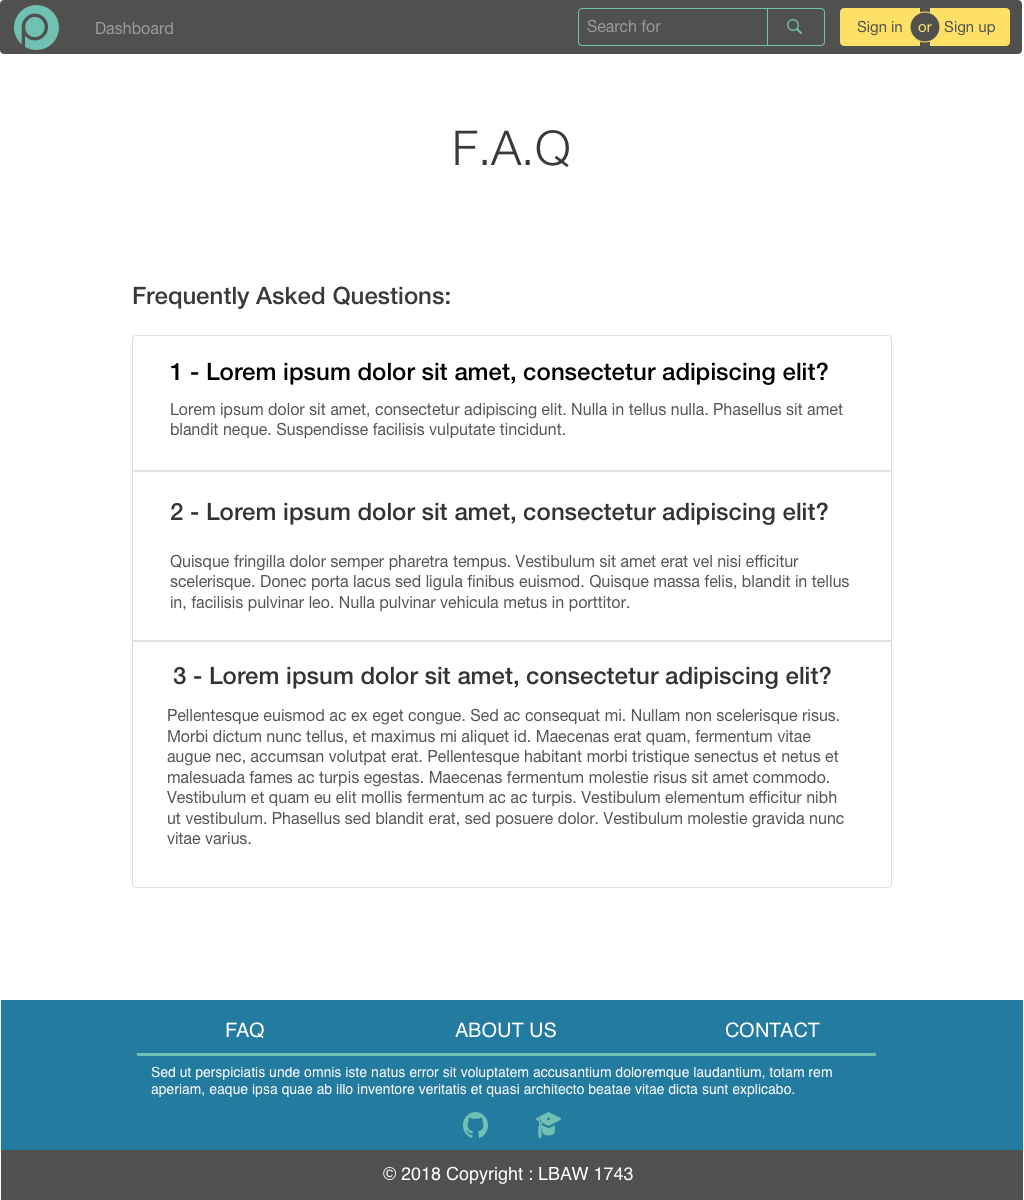 Dashboard
Search for
Sign in or Sign up
F.A.Q
Frequently Asked Questions:
1 - Lorem ipsum dolor sit amet, consectetur adipiscing elit?
Lorem ipsum dolor sit amet, consectetur adipiscing elit. Nulla in tellus nulla. Phasellus sit amet
blandit neque. Suspendisse facilisis vulputate tincidunt.
2 - Lorem ipsum dolor sit amet, consectetur adipiscing elit?
Quisque fringilla dolor semper pharetra tempus. Vestibulum sit amet erat vel nisi efficitur
scelerisque. Donec porta lacus sed ligula finibus euismod. Quisque massa felis, blandit in tellus
in, facilisis pulvinar leo. Nulla pulvinar vehicula metus in porttitor.
3 - Lorem ipsum dolor sit amet, consectetur adipiscing elit?
Pellentesque euismod ac ex eget congue. Sed ac consequat mi. Nullam non scelerisque risus.
Morbi dictum nunc tellus, et maximus mi aliquet id. Maecenas erat quam, fermentum vitae
augue nec, accumsan volutpat erat. Pellentesque habitant morbi tristique senectus et netus et
malesuada fames ac turpis egestas. Maecenas fermentum molestie risus sit amet commodo.
Vestibulum et quam eu elit mollis fermentum ac ac turpis. Vestibulum elementum efficitur nibh
ut vestibulum. Phasellus sed blandit erat, sed posuere dolor. Vestibulum molestie gravida nunc
vitae varius.
FAQ ABOUT US CONTACT
Sed ut perspiciatis unde omnis iste natus error sit voluptatem accusantium doloremque laudantium, totam rem
aperiam, eaque ipsa quae ab illo inventore veritatis et quasi architecto beatae vitae dicta sunt explicabo.
© 2018 Copyright : LBAW 1743